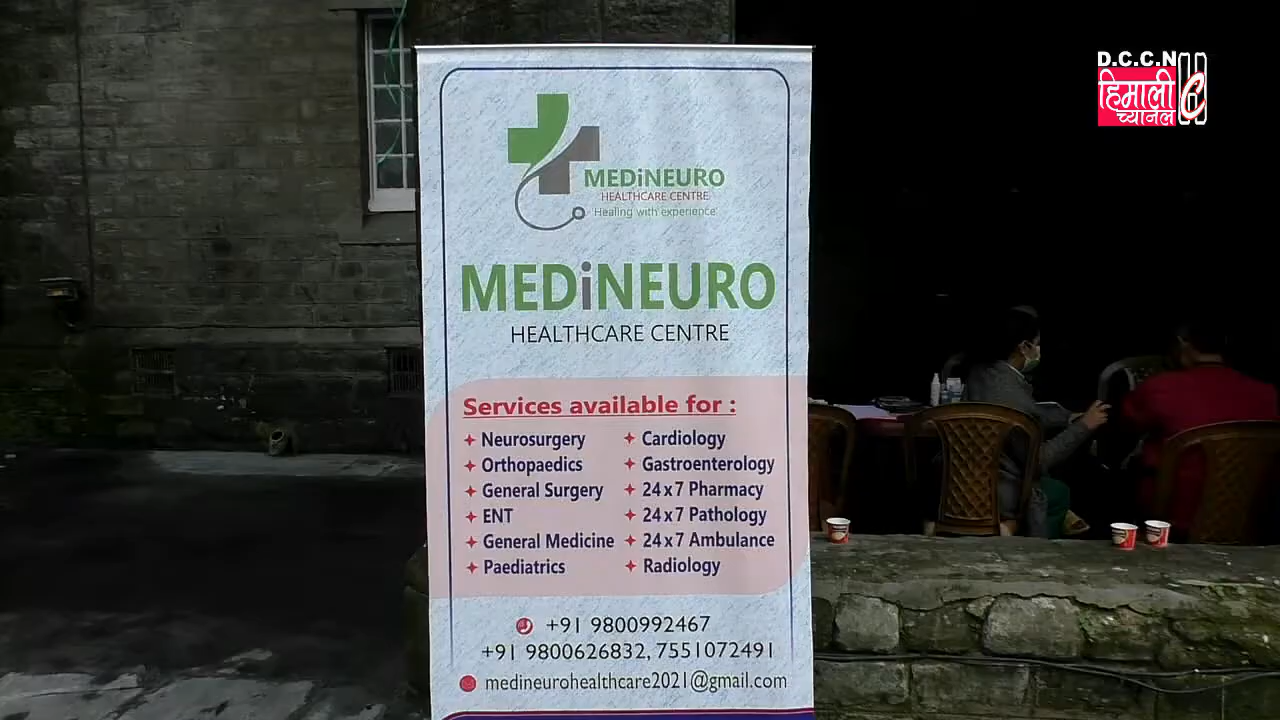 D.C.C.N
हिमाली
च्यानल
MEDiNEURO
HEALTHCARE CENTRE
Healing with experience
MEDiNEURO
HEALTHCARE CENTRE
Services available for :
Neurosurgery
Orthopaedics
General Surgery
ENT
General Medicine
Paediatrics
Cardiology
Gastroenterology
24x7 Pharmacy
24x7 Pathology
24x7 Ambulance
Radiology
+91 9800992467
+91 9800626832, 7551072491
medineurohealthcare2021@gmail.com